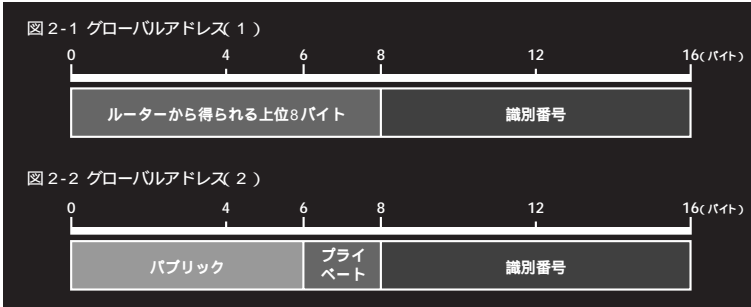 図2-1 グローバルアドレス(1)
0 4 6 8 12 16(バイト)
ルーターから得られる上位8バイト 識別番号
図2-2 グローバルアドレス(2)
0 4 6 8 12 16(バイト)
パブリック プライベート 識別番号